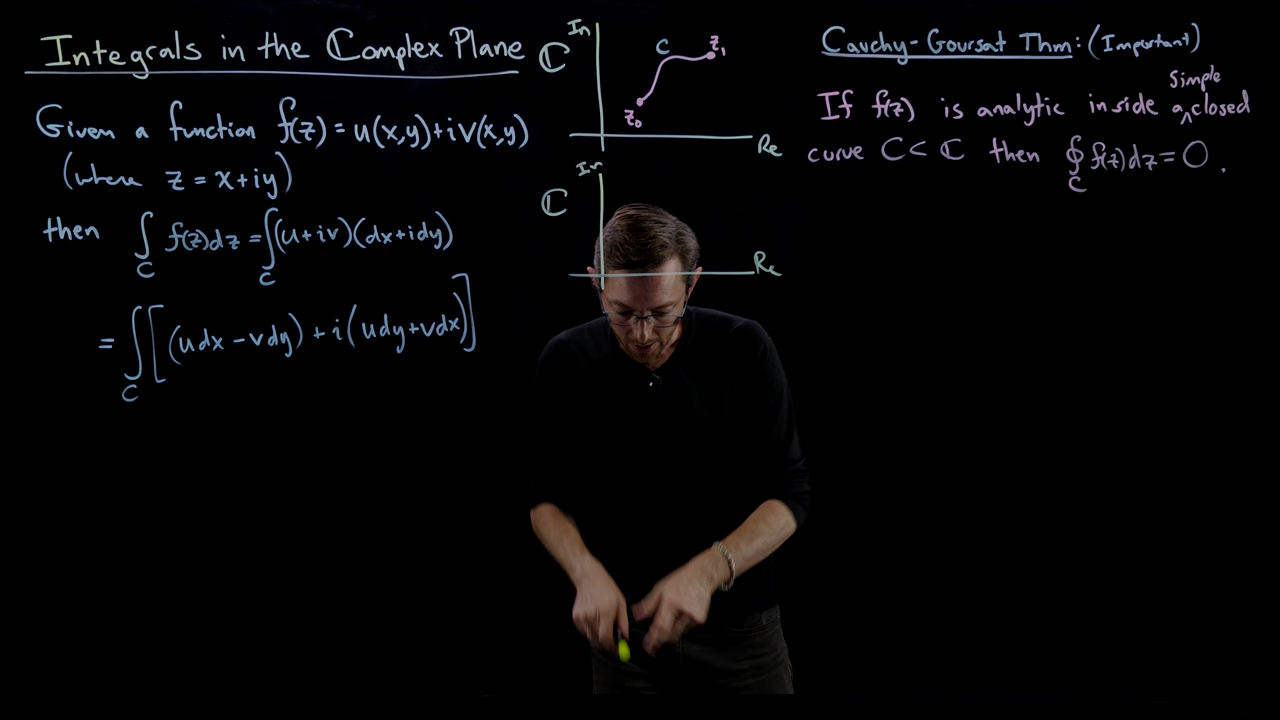 Integrals in the Complex Plane
Given a function f(z) = u(x,y) + i v(x,y)
(where z = x+iy)
then ∫_C f(z)dz = ∫_C (u+iv)(dx+idy)
= ∫_C [(udx - vdy) + i(udy+vdx)]
ℂ Im
C
z₁
z₀
Re
Im
ℂ
Re
Cauchy-Goursat Thm: (Important)
If f(z) is analytic inside a ‸simple closed
curve C < ℂ then ∮_C f(z)dz = 0.